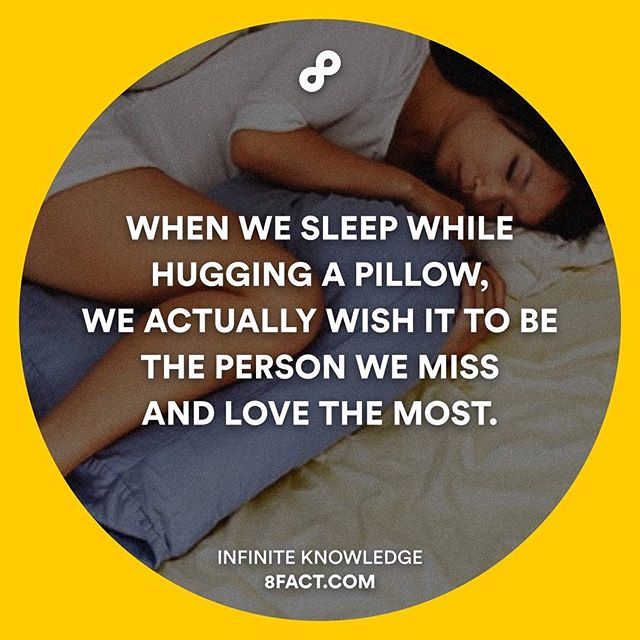 WHEN WE SLEEP WHILE
HUGGING A PILLOW,
WE ACTUALLY WISH IT TO BE
THE PERSON WE MISS
AND LOVE THE MOST.
INFINITE KNOWLEDGE
8FACT.COM